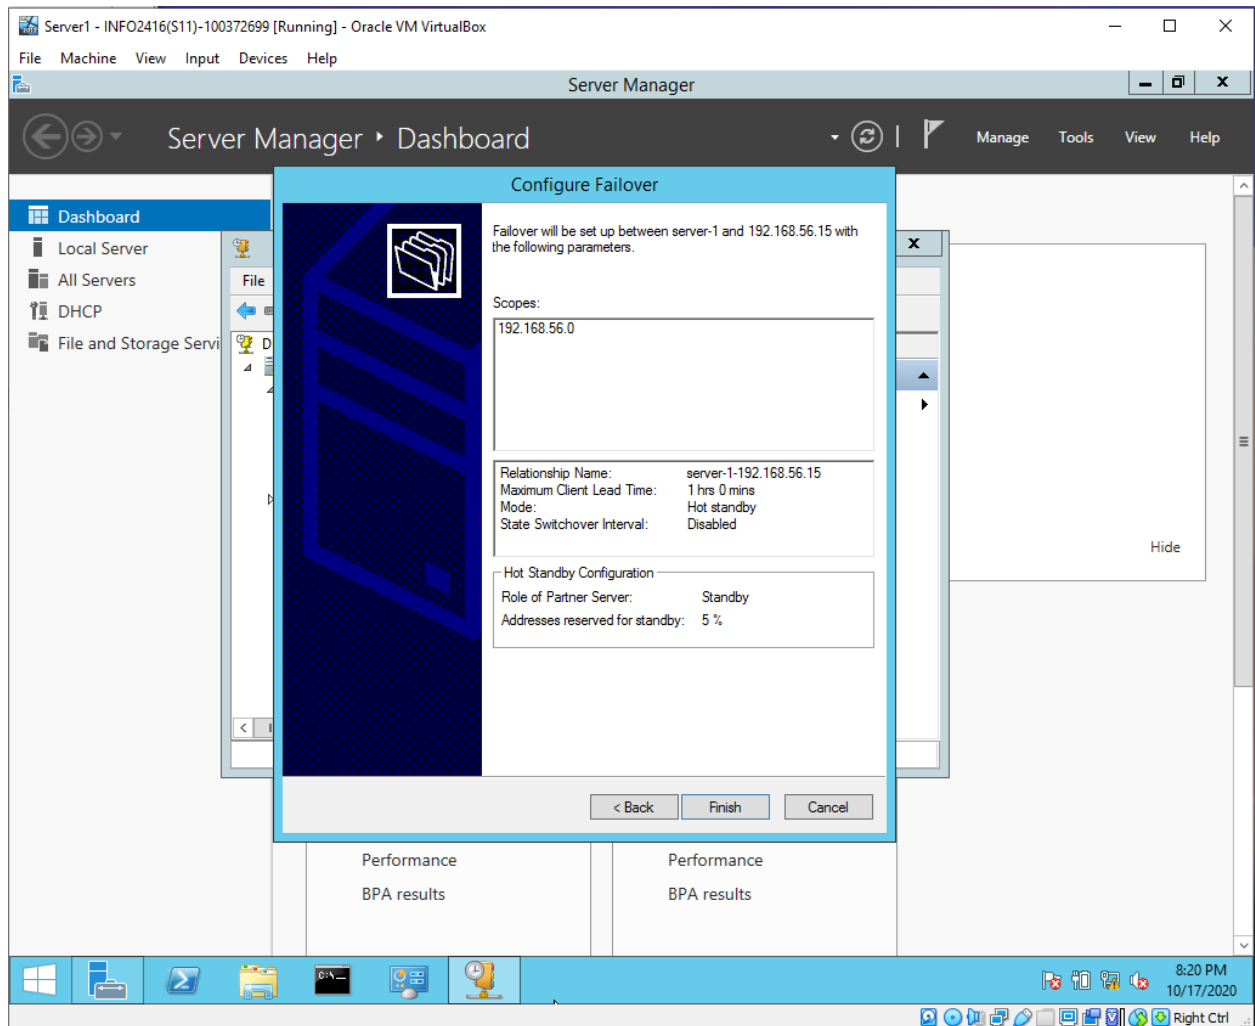 Server1 - INFO2416(S11)-100372699 [Running] - Oracle VM VirtualBox
File Machine View Input Devices Help
Server Manager
Server Manager • Dashboard
Manage Tools View Help
Configure Failover
Dashboard
Local Server
All Servers
DHCP
File and Storage Servi
File
D
Failover will be set up between server-1 and 192.168.56.15 with
the following parameters.
Scopes:
192.168.56.0
Relationship Name: server-1-192.168.56.15
Maximum Client Lead Time: 1 hrs 0 mins
Mode: Hot standby
State Switchover Interval: Disabled
Hot Standby Configuration
Role of Partner Server: Standby
Addresses reserved for standby: 5 %
Hide
< Back Finish Cancel
Performance Performance
BPA results BPA results
C:\
8:20 PM
10/17/2020
Right Ctrl